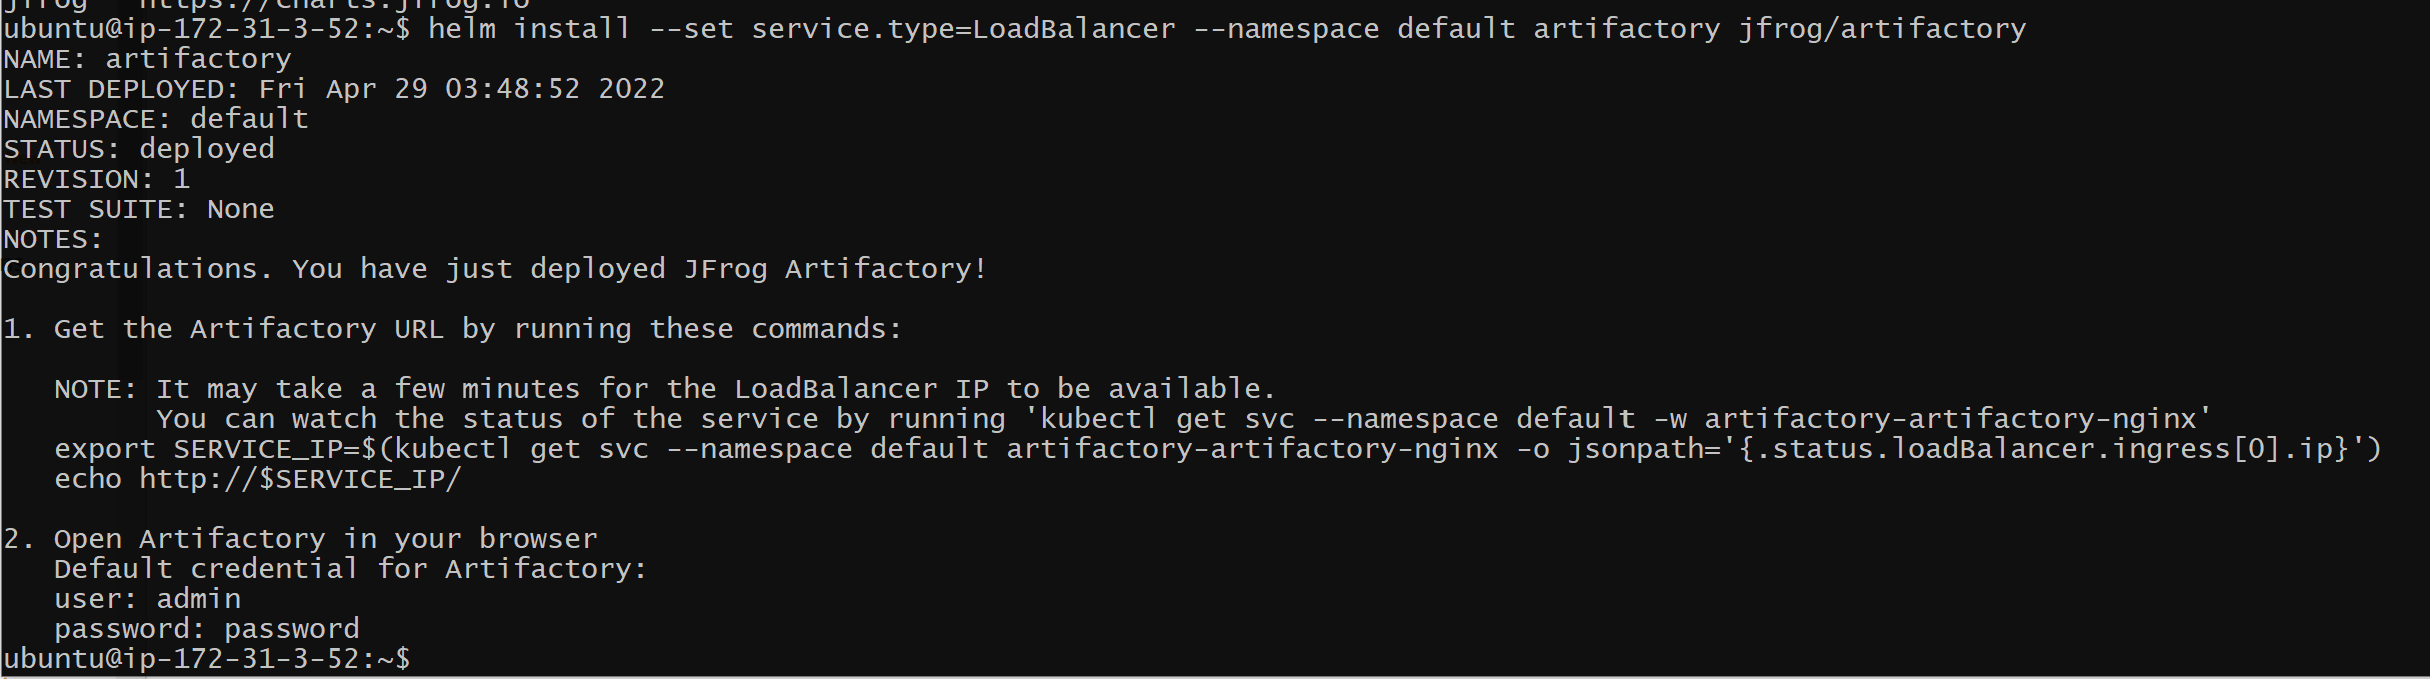 jfrog   https://charts.jfrog.io
ubuntu@ip-172-31-3-52:~$ helm install --set service.type=LoadBalancer --namespace default artifactory jfrog/artifactory
NAME: artifactory
LAST DEPLOYED: Fri Apr 29 03:48:52 2022
NAMESPACE: default
STATUS: deployed
REVISION: 1
TEST SUITE: None
NOTES:
Congratulations. You have just deployed JFrog Artifactory!
1. Get the Artifactory URL by running these commands:
   NOTE: It may take a few minutes for the LoadBalancer IP to be available.
         You can watch the status of the service by running 'kubectl get svc --namespace default -w artifactory-artifactory-nginx'
   export SERVICE_IP=$(kubectl get svc --namespace default artifactory-artifactory-nginx -o jsonpath='{.status.loadBalancer.ingress[0].ip}')
   echo http://$SERVICE_IP/
2. Open Artifactory in your browser
   Default credential for Artifactory:
   user: admin
   password: password
ubuntu@ip-172-31-3-52:~$